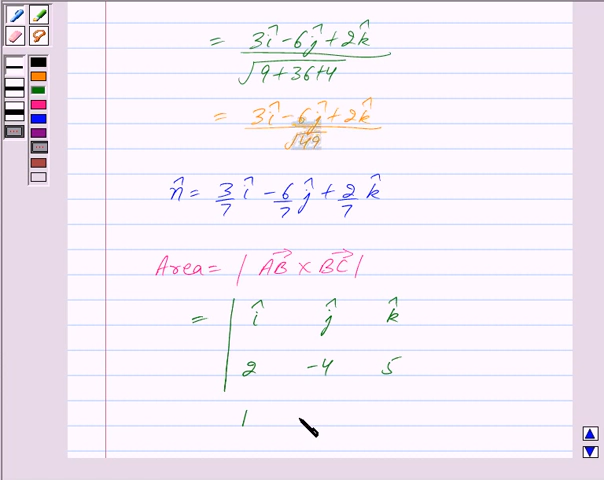 = 3î - 6ĵ + 2k̂ / √9+36+4
= 3î - 6ĵ + 2k̂ / √49
n̂ = 3/7 î - 6/7 ĵ + 2/7 k̂
Area = | AB⃗ × BC⃗ |
= | î ĵ k̂
2 -4 5
1